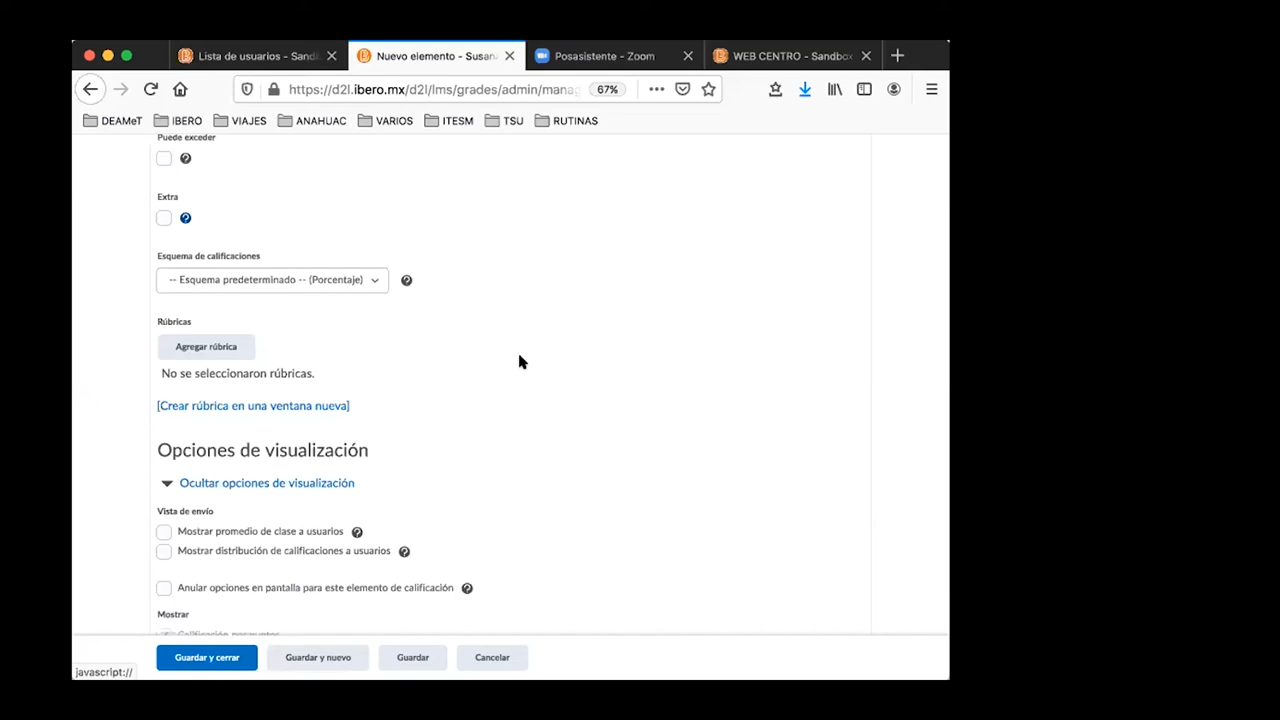 Lista de usuarios - Sand
Nuevo elemento - Susan
Posasistente - Zoom
WEB CENTRO - Sandbox
https://d2l.ibero.mx/d2l/lms/grades/admin/mana
67%
DEAMeT
IBERO
VIAJES
ANAHUAC
VARIOS
ITESM
TSU
RUTINAS
Puede exceder
Extra
Esquema de calificaciones
-- Esquema predeterminado -- (Porcentaje)
Rúbricas
Agregar rúbrica
No se seleccionaron rúbricas.
[Crear rúbrica en una ventana nueva]
Opciones de visualización
Ocultar opciones de visualización
Vista de envío
Mostrar promedio de clase a usuarios
Mostrar distribución de calificaciones a usuarios
Anular opciones en pantalla para este elemento de calificación
Mostrar
Guardar y cerrar
Guardar y nuevo
Guardar
Cancelar
javascript://